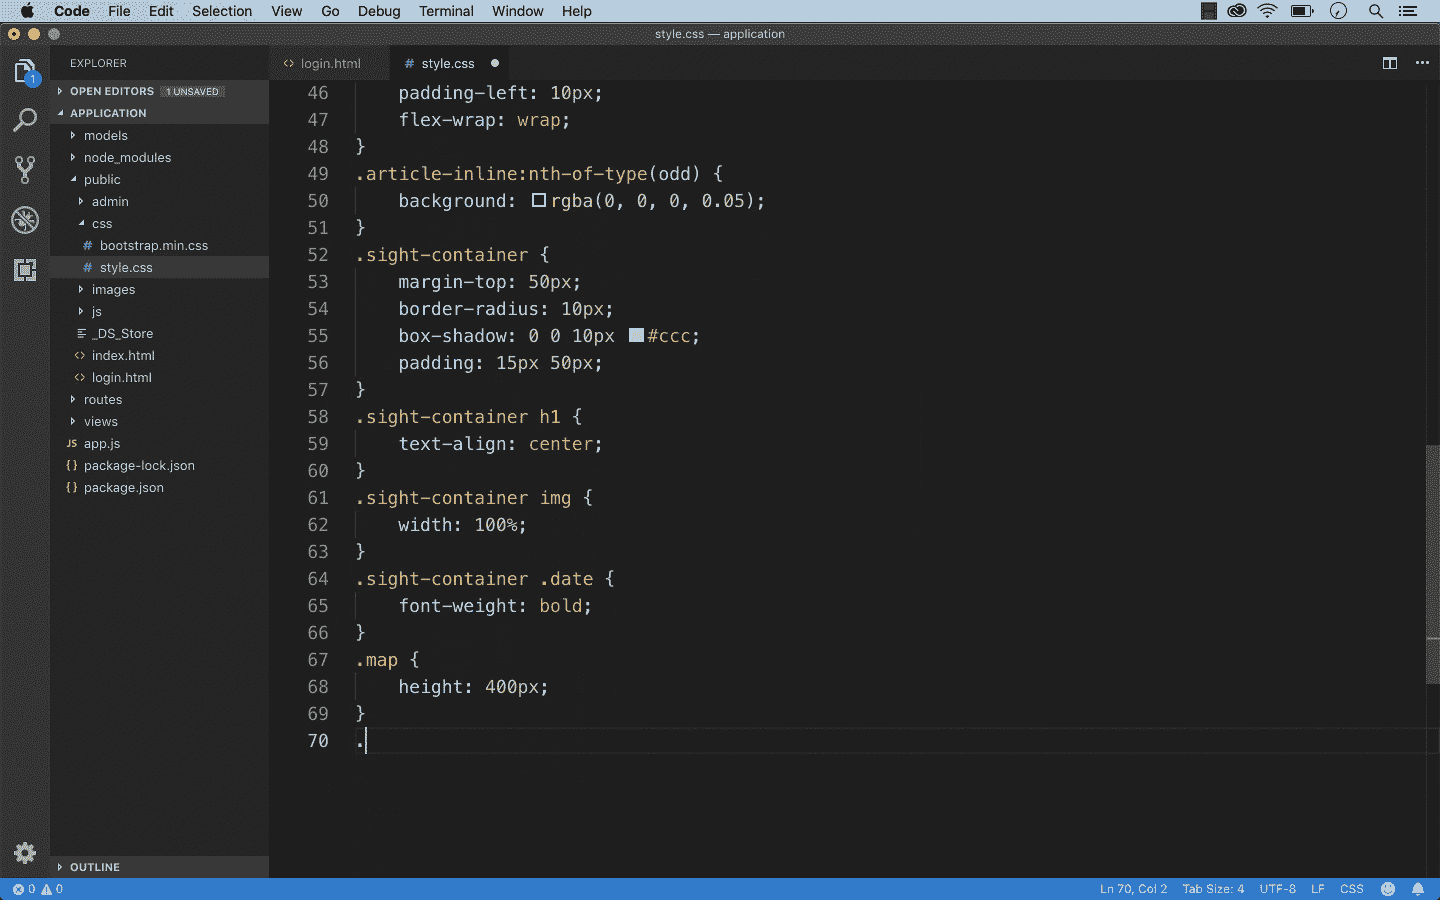 Code File Edit Selection View Go Debug Terminal Window Help
style.css — application
EXPLORER
OPEN EDITORS 1 UNSAVED
APPLICATION
models
node_modules
public
admin
css
# bootstrap.min.css
# style.css
images
js
_DS_Store
<> index.html
<> login.html
routes
views
JS app.js
{} package-lock.json
{} package.json
OUTLINE
1
<> login.html
# style.css
46 padding-left: 10px;
47 flex-wrap: wrap;
48 }
49 .article-inline:nth-of-type(odd) {
50 background: rgba(0, 0, 0, 0.05);
51 }
52 .sight-container {
53 margin-top: 50px;
54 border-radius: 10px;
55 box-shadow: 0 0 10px #ccc;
56 padding: 15px 50px;
57 }
58 .sight-container h1 {
59 text-align: center;
60 }
61 .sight-container img {
62 width: 100%;
63 }
64 .sight-container .date {
65 font-weight: bold;
66 }
67 .map {
68 height: 400px;
69 }
70 .
0 0
Ln 70, Col 2 Tab Size: 4 UTF-8 LF CSS